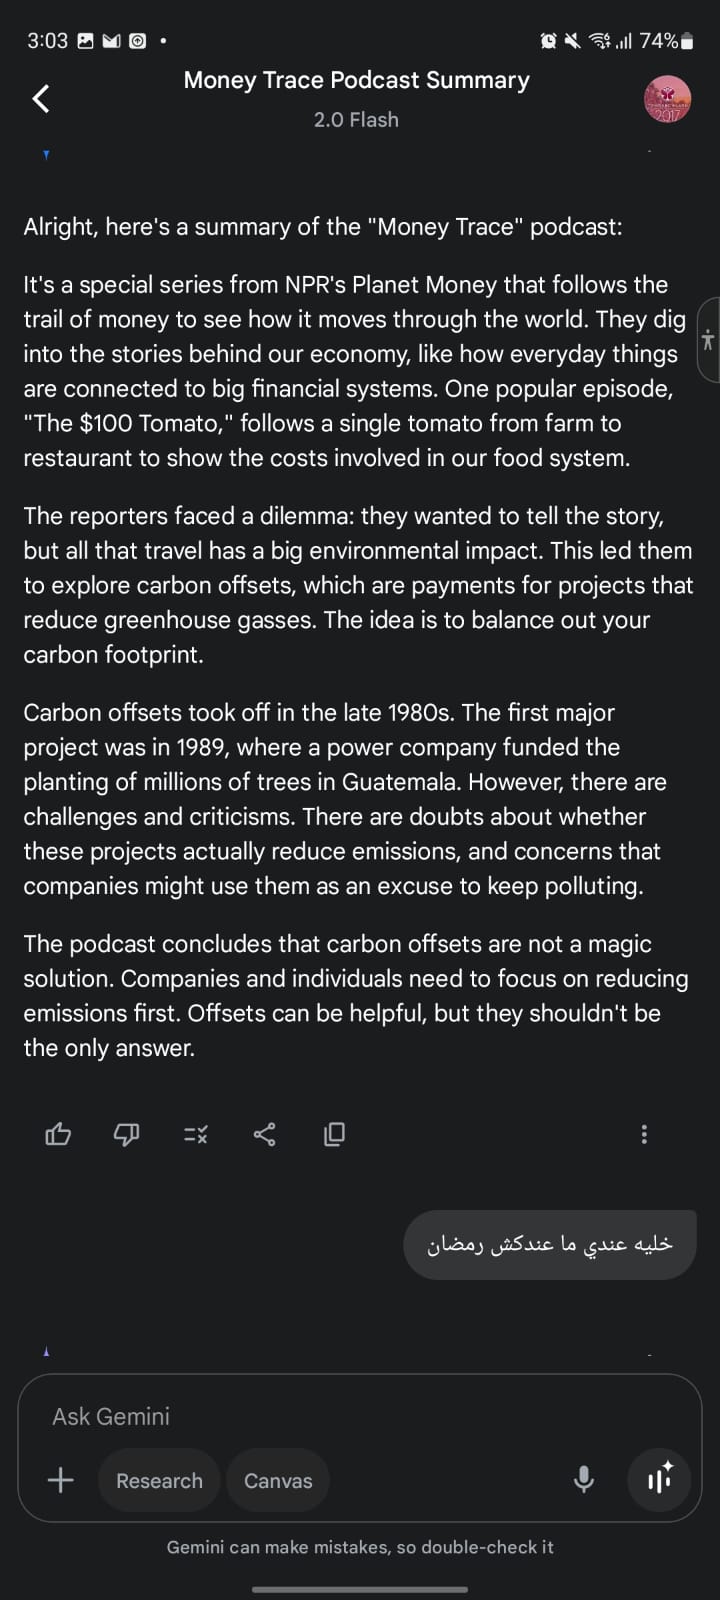 3:03
74%
Money Trace Podcast Summary
2.0 Flash
2017
Alright, here's a summary of the "Money Trace" podcast:
It's a special series from NPR's Planet Money that follows the
trail of money to see how it moves through the world. They dig
into the stories behind our economy, like how everyday things
are connected to big financial systems. One popular episode,
"The $100 Tomato," follows a single tomato from farm to
restaurant to show the costs involved in our food system.
The reporters faced a dilemma: they wanted to tell the story,
but all that travel has a big environmental impact. This led them
to explore carbon offsets, which are payments for projects that
reduce greenhouse gasses. The idea is to balance out your
carbon footprint.
Carbon offsets took off in the late 1980s. The first major
project was in 1989, where a power company funded the
planting of millions of trees in Guatemala. However, there are
challenges and criticisms. There are doubts about whether
these projects actually reduce emissions, and concerns that
companies might use them as an excuse to keep polluting.
The podcast concludes that carbon offsets are not a magic
solution. Companies and individuals need to focus on reducing
emissions first. Offsets can be helpful, but they shouldn't be
the only answer.
خليه عندي ما عندكش رمضان
Ask Gemini
Research
Canvas
Gemini can make mistakes, so double-check it